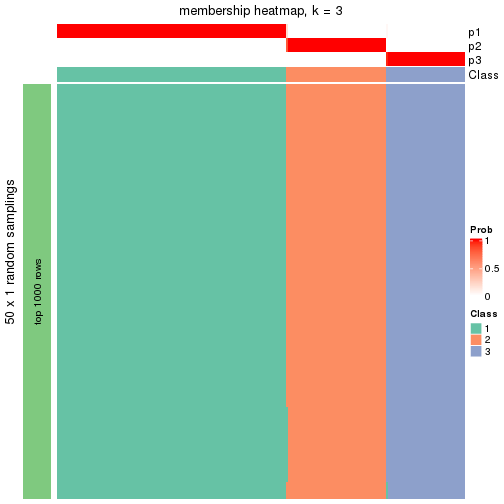 membership heatmap, k = 3
p1
p2
p3
Class
50 x 1 random samplings
top 1000 rows
Prob
1
0.5
0
Class
1
2
3